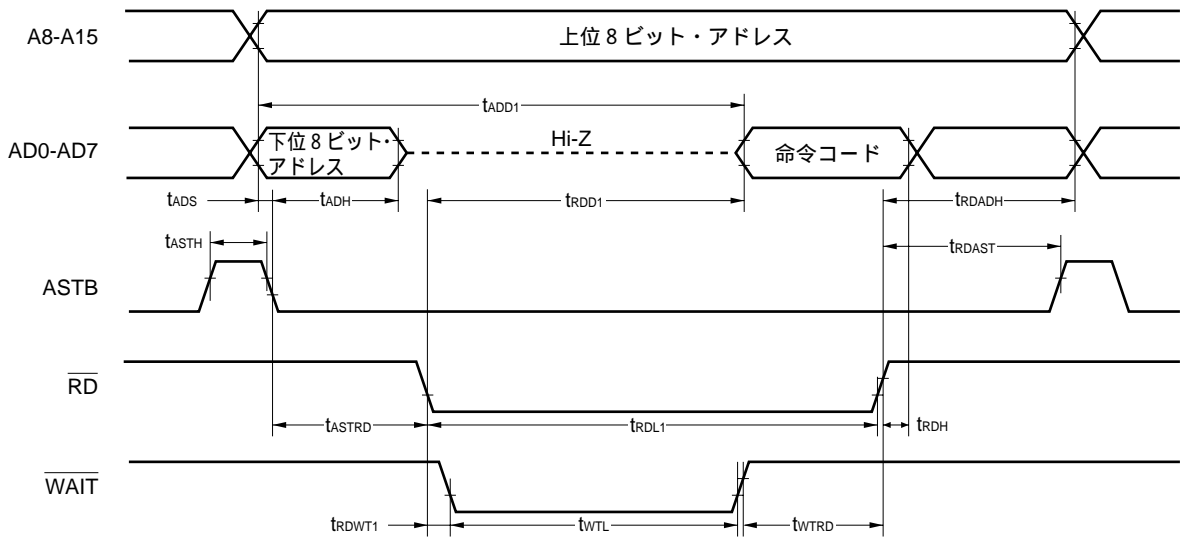 A8-A15
上位 8 ビット・アドレス
tADD1
AD0-AD7
下位 8 ビット・
アドレス
Hi-Z
命令コード
tADS
tADH
tRDD1
tRDADH
tASTH
tRDAST
ASTB
RD
tASTRD
tRDL1
tRDH
WAIT
tRDWT1
tWTL
tWTRD